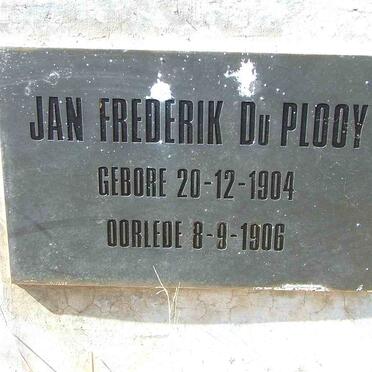 JAN FREDERIK DU PLOOY
GEBORE 20-12-1904
OORLEDE 8-9-1906